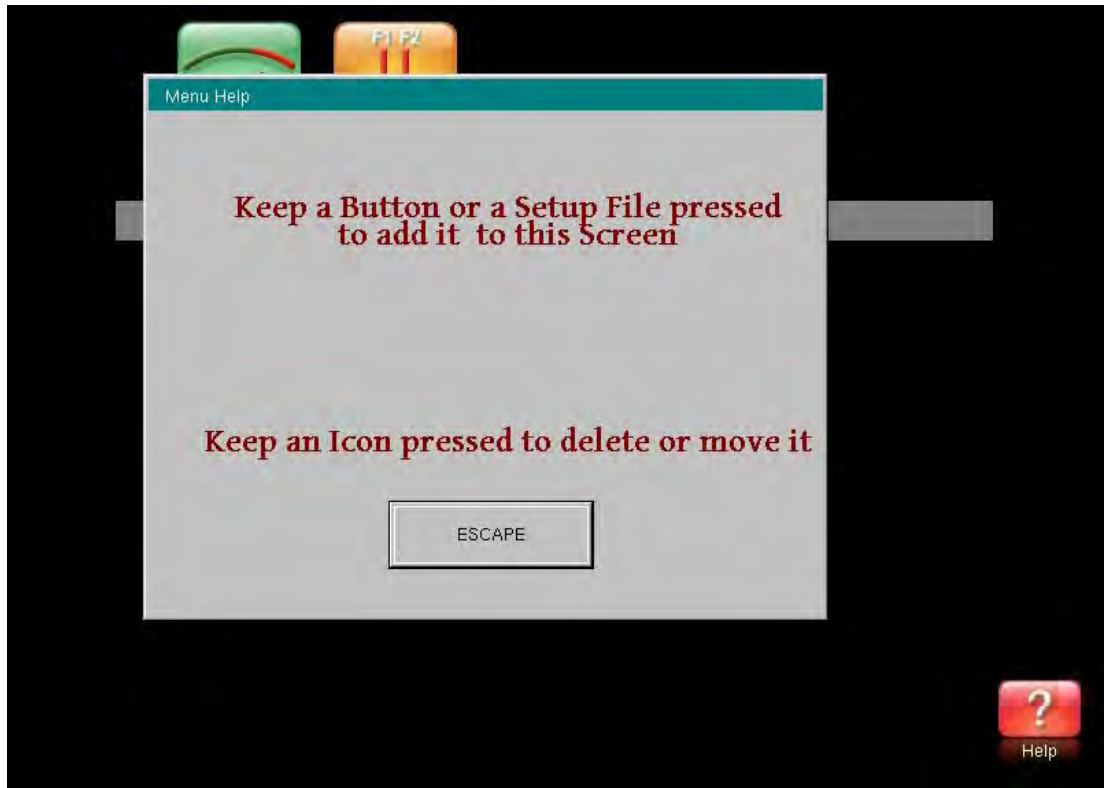 P1 P2
Menu Help
Keep a Button or a Setup File pressed
to add it to this Screen
Keep an Icon pressed to delete or move it
ESCAPE
?
Help